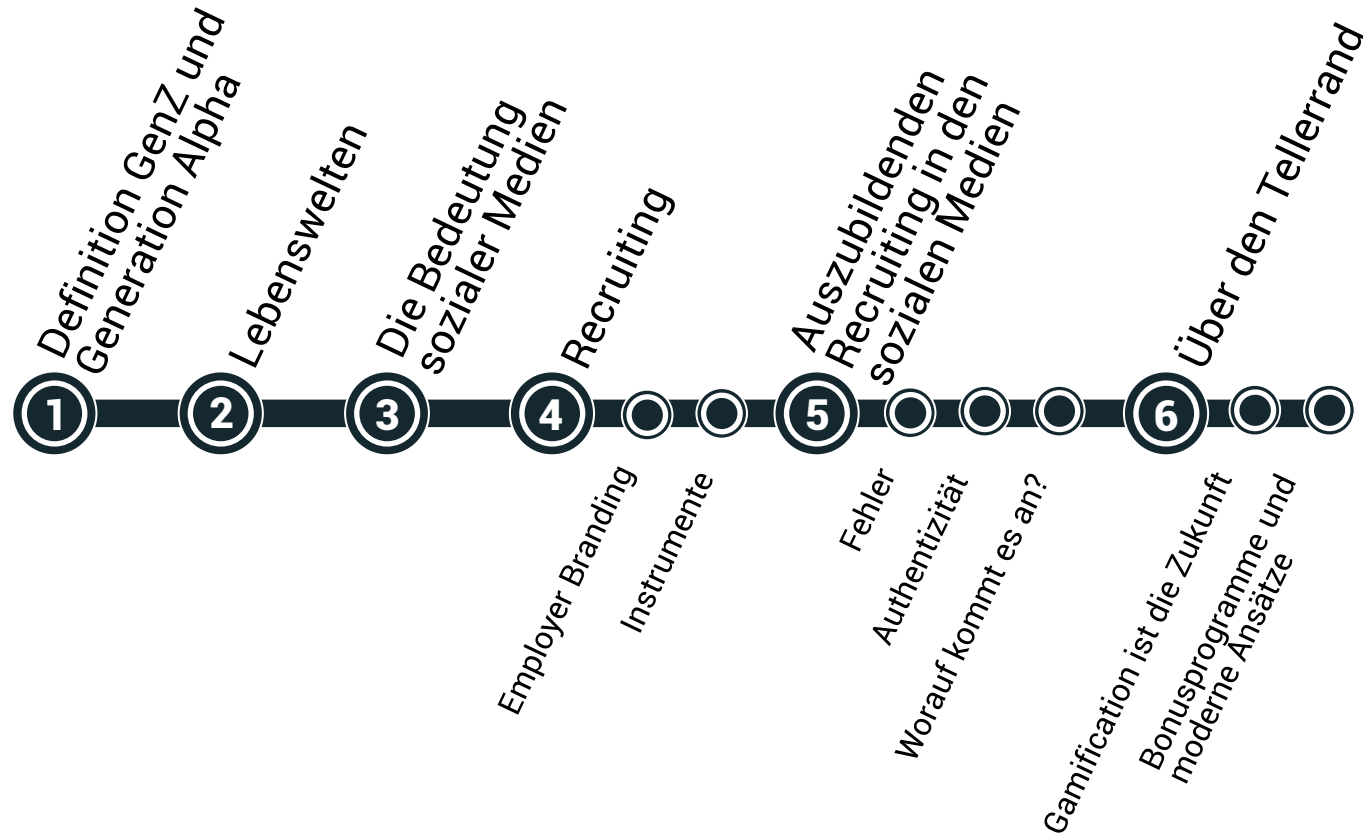 Definition GenZ und
Generation Alpha
Lebenswelten
Die Bedeutung
sozialer Medien
Recruiting
Auszubildenden
Recruiting in den
sozialen Medien
Über den Tellerrand
1
2
3
4
5
6
Employer Branding
Instrumente
Fehler
Authentizität
Worauf kommt es an?
Gamification ist die Zukunft
Bonusprogramme und
moderne Ansätze